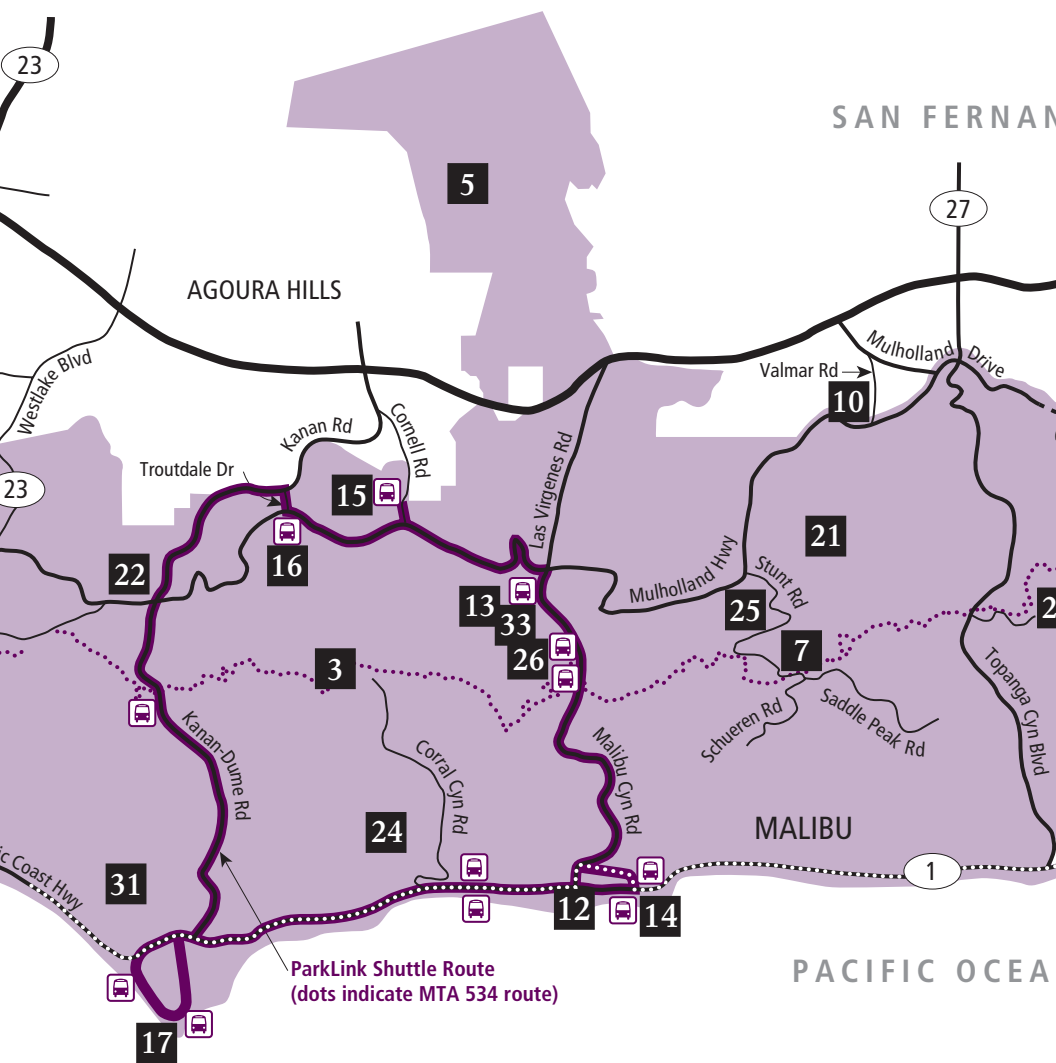 23
SAN FERNAN
5
27
AGOURA HILLS
Westlake Blvd
Mulholland Drive
Valmar Rd
10
Kanan Rd
Cornell Rd
Las Virgenes Rd
Troutdale Dr
23
15
16
22
21
Mulholland Hwy
Stunt Rd
13
33
25
2
26
7
3
Topanga Cyn Blvd
Schueren Rd
Saddle Peak Rd
Kanan-Dume Rd
Corral Cyn Rd
Malibu Cyn Rd
24
MALIBU
ic Coast Hwy
31
1
12
14
ParkLink Shuttle Route
(dots indicate MTA 534 route)
PACIFIC OCEA
17